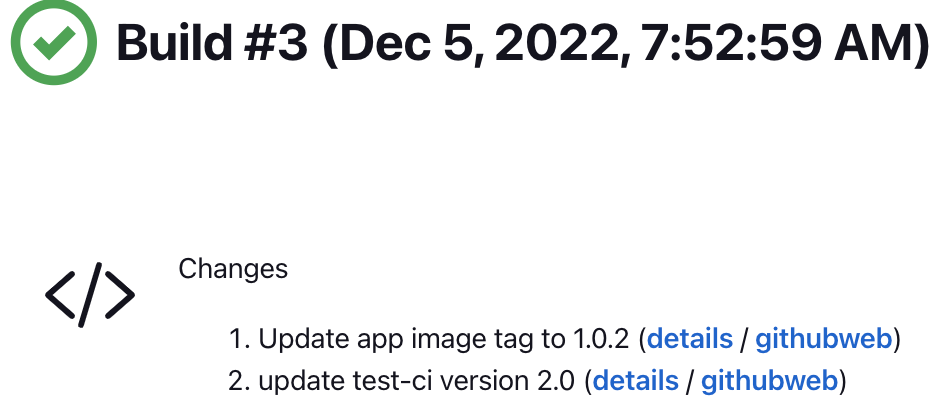 Build #3 (Dec 5, 2022, 7:52:59 AM)
</>
Changes
1. Update app image tag to 1.0.2 (details / githubweb)
2. update test-ci version 2.0 (details / githubweb)